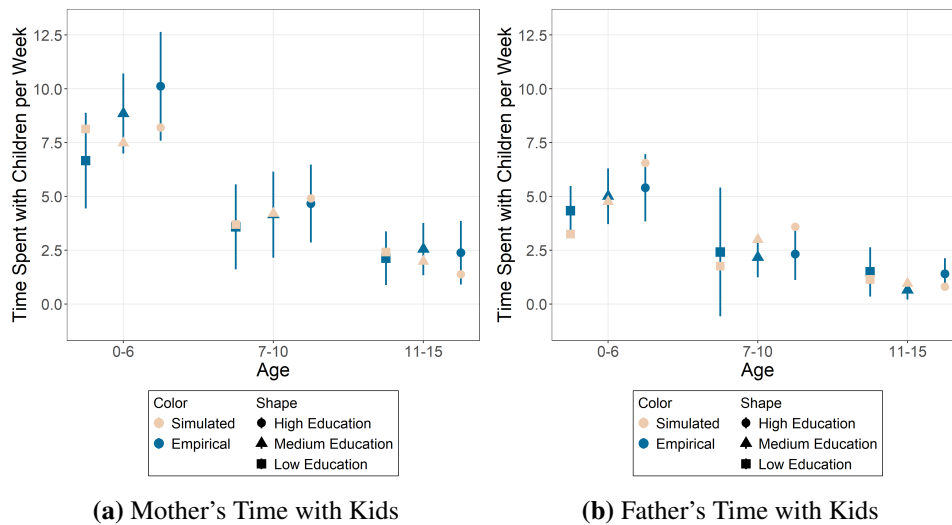 12.5
10.0
7.5
5.0
2.5
0.0
Time Spent with Children per Week
0-6
7-10
11-15
Age
Color
Simulated
Empirical
Shape
High Education
Medium Education
Low Education
(a) Mother's Time with Kids
12.5
10.0
7.5
5.0
2.5
0.0
Time Spent with Children per Week
0-6
7-10
11-15
Age
Color
Simulated
Empirical
Shape
High Education
Medium Education
Low Education
(b) Father's Time with Kids